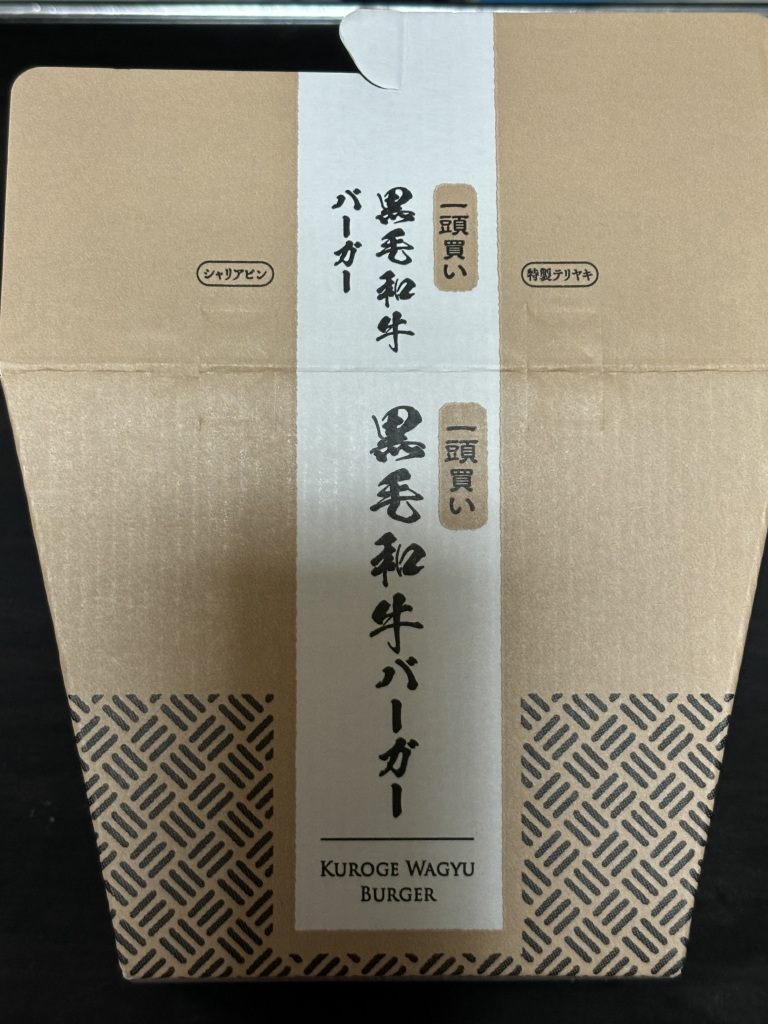 一頭買い
黒毛和牛
バーガー
シャリアピン
特製テリヤキ
一頭買い
黒毛和牛バーガー
KUROGE WAGYU
BURGER